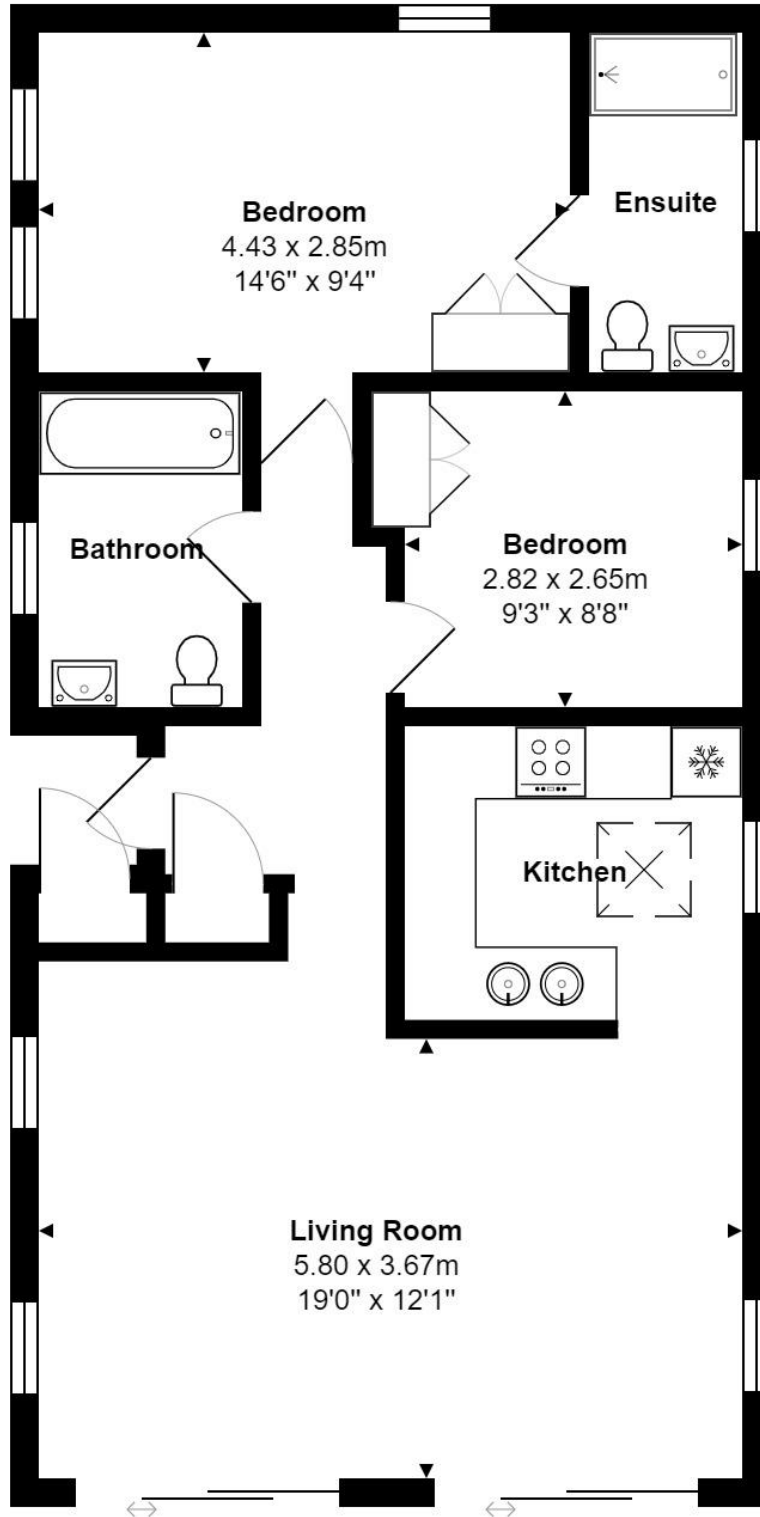 Bedroom
4.43 x 2.85m
14'6" x 9'4"
Ensuite
Bathroom
Bedroom
2.82 x 2.65m
9'3" x 8'8"
Kitchen
Living Room
5.80 x 3.67m
19'0" x 12'1"